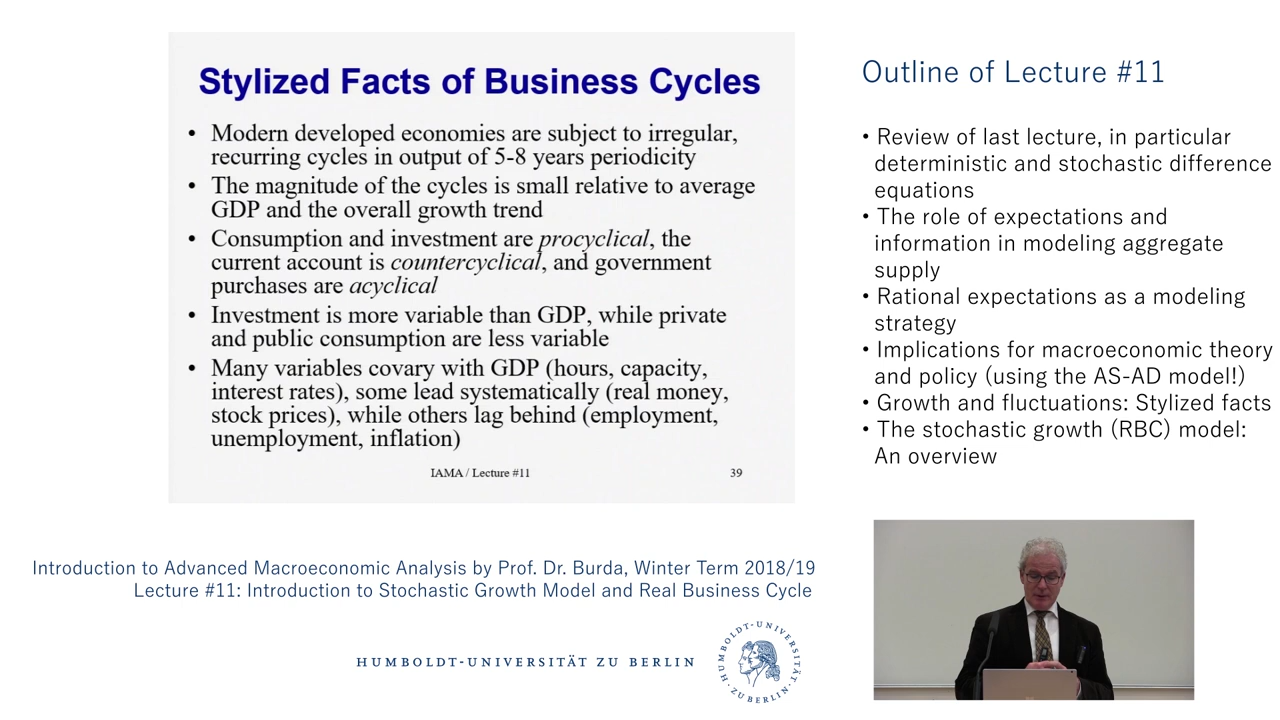 Stylized Facts of Business Cycles
• Modern developed economies are subject to irregular,
recurring cycles in output of 5-8 years periodicity
• The magnitude of the cycles is small relative to average
GDP and the overall growth trend
• Consumption and investment are procyclical, the
current account is countercyclical, and government
purchases are acyclical
• Investment is more variable than GDP, while private
and public consumption are less variable
• Many variables covary with GDP (hours, capacity,
interest rates), some lead systematically (real money,
stock prices), while others lag behind (employment,
unemployment, inflation)
IAMA / Lecture #11 39
Outline of Lecture #11
• Review of last lecture, in particular
deterministic and stochastic difference
equations
• The role of expectations and
information in modeling aggregate
supply
• Rational expectations as a modeling
strategy
• Implications for macroeconomic theory
and policy (using the AS-AD model!)
• Growth and fluctuations: Stylized facts
• The stochastic growth (RBC) model:
An overview
Introduction to Advanced Macroeconomic Analysis by Prof. Dr. Burda, Winter Term 2018/19
Lecture #11: Introduction to Stochastic Growth Model and Real Business Cycle
HUMBOLDT-UNIVERSITÄT ZU BERLIN
HUMBOLDT-UNIVERSITÄT ZU BERLIN